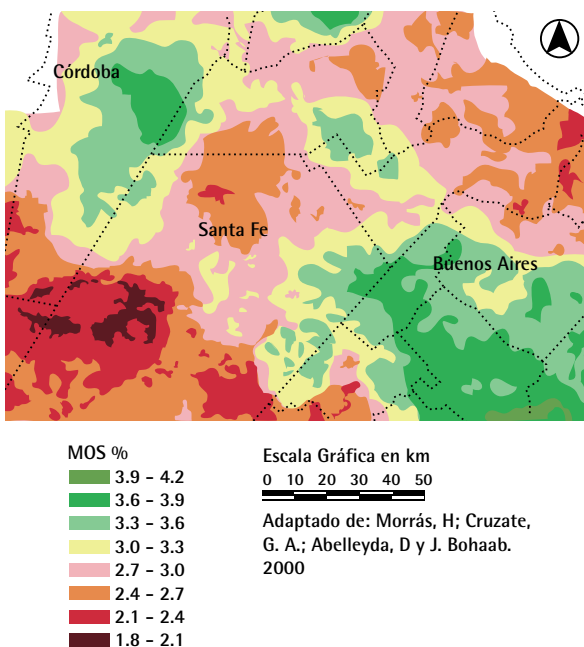 Córdoba
Santa Fe
Buenos Aires
MOS %
3.9 - 4.2
3.6 - 3.9
3.3 - 3.6
3.0 - 3.3
2.7 - 3.0
2.4 - 2.7
2.1 - 2.4
1.8 - 2.1
Escala Gráfica en km
0 10 20 30 40 50
Adaptado de: Morrás, H; Cruzate,
G. A.; Abelleyda, D y J. Bohaab.
2000